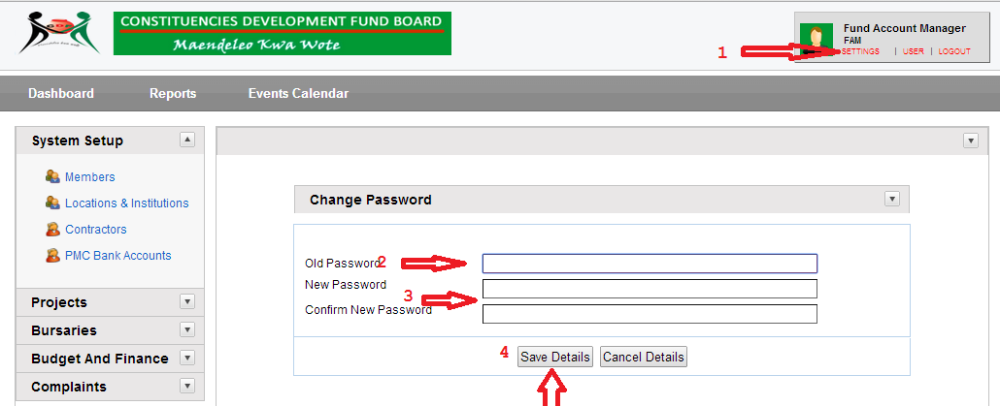 CONSTITUENCIES DEVELOPMENT FUND BOARD
Maendeleo Kwa Wote
Fund Account Manager
FAM
1
SETTINGS | USER | LOGOUT
Dashboard Reports Events Calendar
System Setup
Members
Locations & Institutions
Contractors
PMC Bank Accounts
Projects
Bursaries
Budget And Finance
Complaints
Change Password
Old Password 2
New Password
3
Confirm New Password
4 Save Details Cancel Details